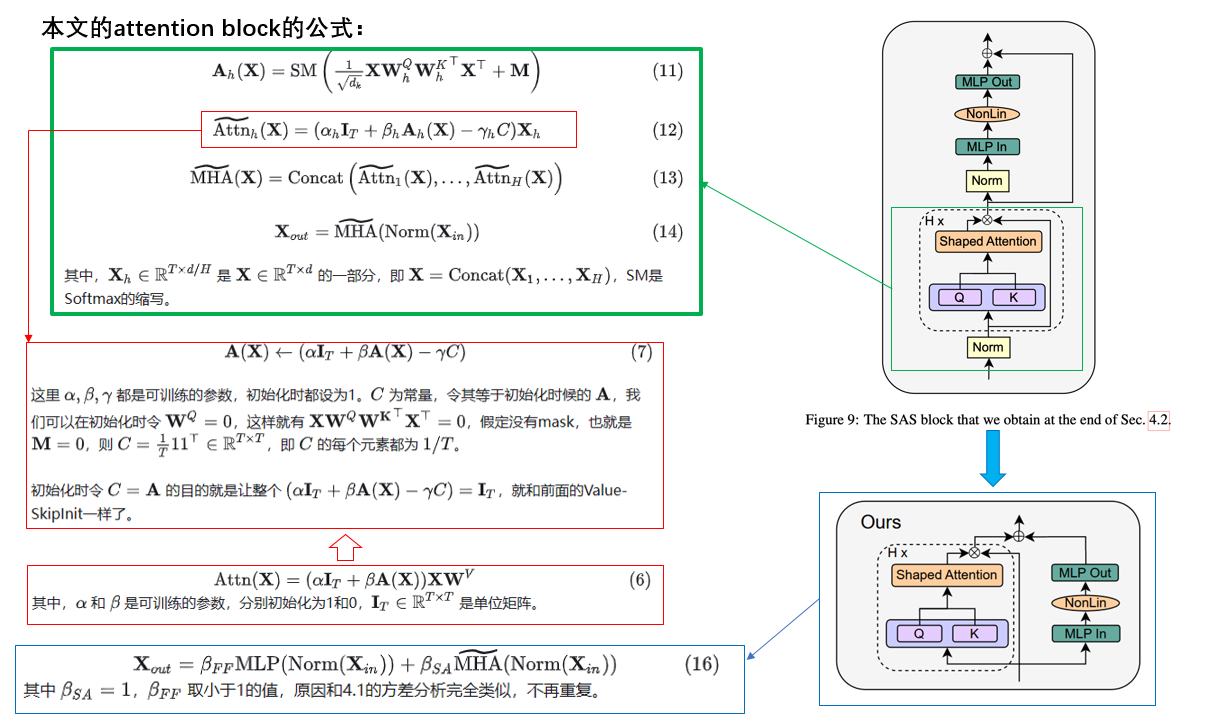 本文的attention block的公式：
$\mathbf{A}_h(\mathbf{X}) = \mathrm{SM}\left(\frac{1}{\sqrt{d_k}}\mathbf{X}\mathbf{W}_h^Q{\mathbf{W}_h^K}^\top\mathbf{X}^\top + \mathbf{M}\right)$ (11)
$\widetilde{\mathrm{Attn}}_h(\mathbf{X}) = (\alpha_h\mathbf{I}_T + \beta_h\mathbf{A}_h(\mathbf{X}) - \gamma_h C)\mathbf{X}_h$ (12)
$\widetilde{\mathrm{MHA}}(\mathbf{X}) = \mathrm{Concat}\left(\widetilde{\mathrm{Attn}}_1(\mathbf{X}), \ldots, \widetilde{\mathrm{Attn}}_H(\mathbf{X})\right)$ (13)
$\mathbf{X}_{out} = \widetilde{\mathrm{MHA}}(\mathrm{Norm}(\mathbf{X}_{in}))$ (14)
其中，$\mathbf{X}_h \in \mathbb{R}^{T\times d/H}$ 是 $\mathbf{X} \in \mathbb{R}^{T\times d}$ 的一部分，即 $\mathbf{X} = \mathrm{Concat}(\mathbf{X}_1, \ldots, \mathbf{X}_H)$，SM是
Softmax的缩写。
$\mathbf{A}(\mathbf{X}) \leftarrow (\alpha\mathbf{I}_T + \beta\mathbf{A}(\mathbf{X}) - \gamma C)$ (7)
这里 $\alpha, \beta, \gamma$ 都是可训练的参数，初始化时都设为1。$C$ 为常量，令其等于初始化时候的 $\mathbf{A}$，我
们可以在初始化时令 $\mathbf{W}^Q = 0$，这样就有 $\mathbf{X}\mathbf{W}^Q{\mathbf{W}^{\mathbf{K}}}^\top\mathbf{X}^\top = 0$，假定没有mask，也就是
$\mathbf{M} = 0$，则 $C = \frac{1}{T}11^\top \in \mathbb{R}^{T\times T}$，即 $C$ 的每个元素都为 $1/T$。
初始化时令 $C = \mathbf{A}$ 的目的就是让整个 $(\alpha\mathbf{I}_T + \beta\mathbf{A}(\mathbf{X}) - \gamma C) = \mathbf{I}_T$，就和前面的Value-
SkipInit一样了。
$\mathrm{Attn}(\mathbf{X}) = (\alpha\mathbf{I}_T + \beta\mathbf{A}(\mathbf{X}))\mathbf{X}\mathbf{W}^V$ (6)
其中，$\alpha$ 和 $\beta$ 是可训练的参数，分别初始化为1和0，$\mathbf{I}_T \in \mathbb{R}^{T\times T}$ 是单位矩阵。
$\mathbf{X}_{out} = \beta_{FF}\mathrm{MLP}(\mathrm{Norm}(\mathbf{X}_{in})) + \beta_{SA}\widetilde{\mathrm{MHA}}(\mathrm{Norm}(\mathbf{X}_{in}))$ (16)
其中 $\beta_{SA} = 1$，$\beta_{FF}$ 取小于1的值，原因和4.1的方差分析完全类似，不再重复。
MLP Out
NonLin
MLP In
Norm
H x
Shaped Attention
Q K
Norm
Figure 9: The SAS block that we obtain at the end of Sec. 4.2.
Ours
H x
Shaped Attention
Q K
MLP Out
NonLin
MLP In